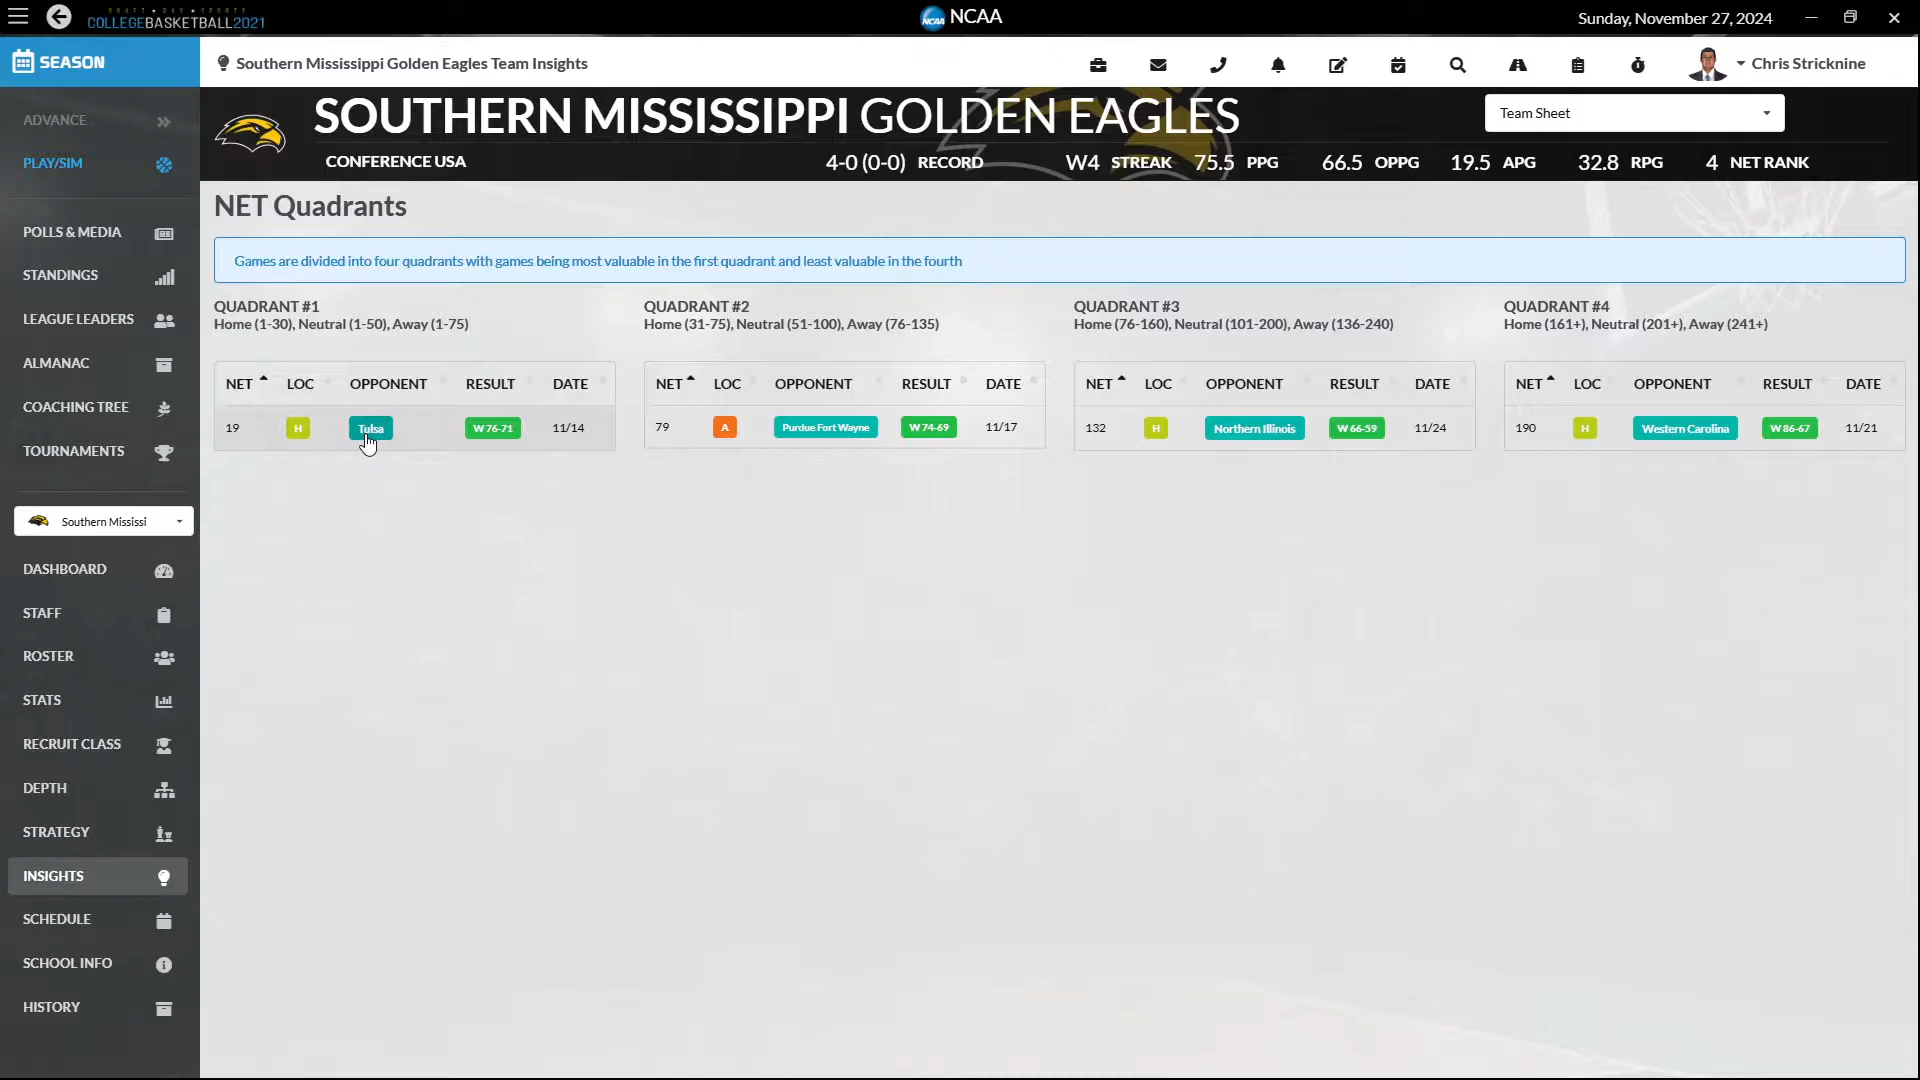 DRAFT • DAY • SPORTS
COLLEGEBASKETBALL2021
NCAA
Sunday, November 27, 2024
SEASON
Southern Mississippi Golden Eagles Team Insights
Chris Stricknine
ADVANCE
PLAY/SIM
POLLS & MEDIA
STANDINGS
LEAGUE LEADERS
ALMANAC
COACHING TREE
TOURNAMENTS
Southern Mississi
DASHBOARD
STAFF
ROSTER
STATS
RECRUIT CLASS
DEPTH
STRATEGY
INSIGHTS
SCHEDULE
SCHOOL INFO
HISTORY
SOUTHERN MISSISSIPPI GOLDEN EAGLES
Team Sheet
CONFERENCE USA
4-0 (0-0) RECORD W4 STREAK 75.5 PPG 66.5 OPPG 19.5 APG 32.8 RPG 4 NET RANK
NET Quadrants
Games are divided into four quadrants with games being most valuable in the first quadrant and least valuable in the fourth
QUADRANT #1
Home (1-30), Neutral (1-50), Away (1-75)
NET LOC OPPONENT RESULT DATE
19 H Tulsa W 76-71 11/14
QUADRANT #2
Home (31-75), Neutral (51-100), Away (76-135)
NET LOC OPPONENT RESULT DATE
79 A Purdue Fort Wayne W 74-69 11/17
QUADRANT #3
Home (76-160), Neutral (101-200), Away (136-240)
NET LOC OPPONENT RESULT DATE
132 H Northern Illinois W 66-59 11/24
QUADRANT #4
Home (161+), Neutral (201+), Away (241+)
NET LOC OPPONENT RESULT DATE
190 H Western Carolina W 86-67 11/21